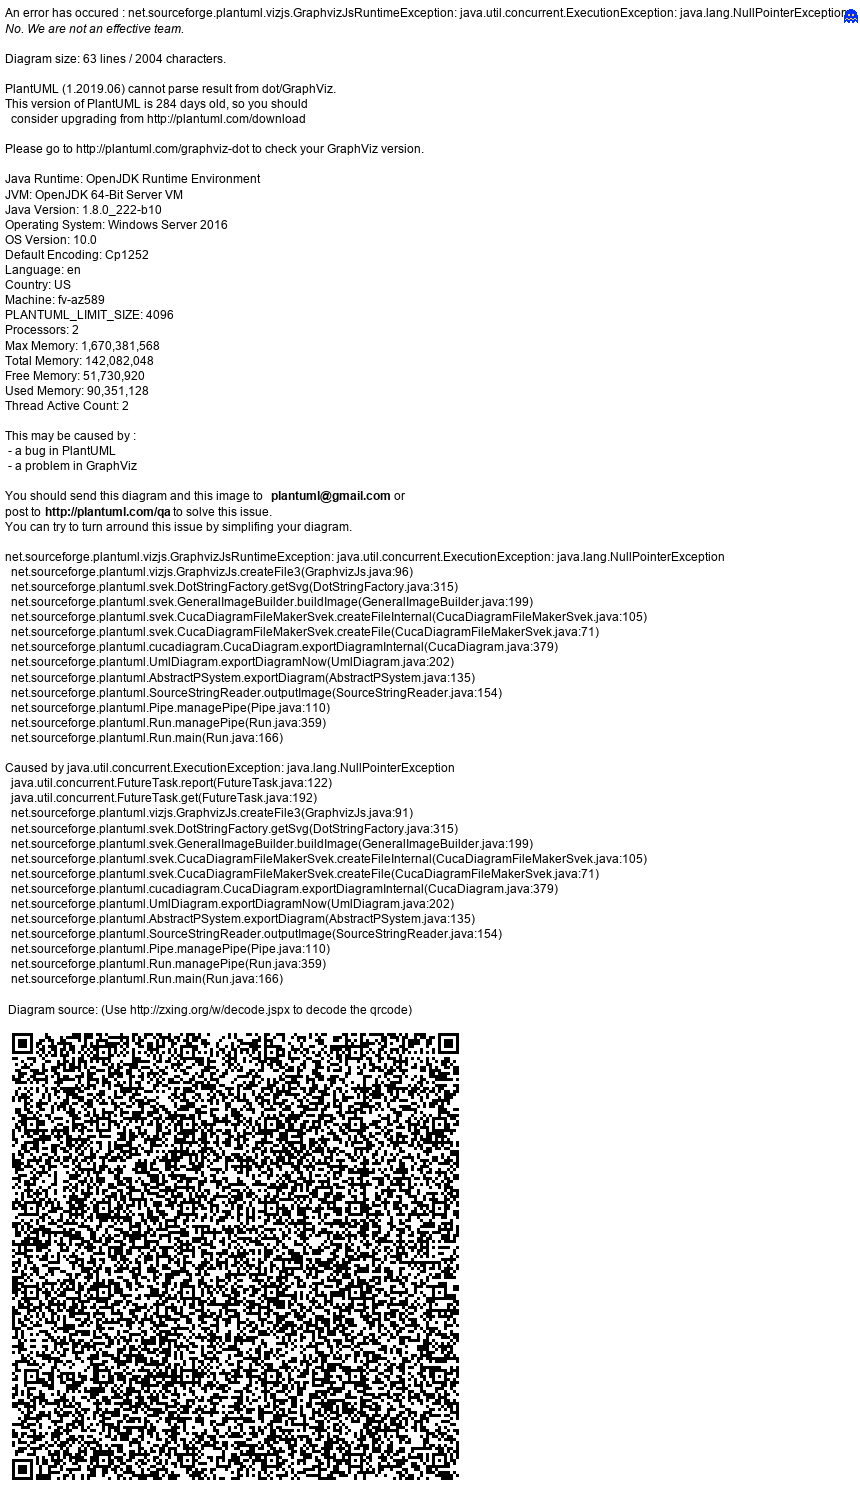 An error has occured : net.sourceforge.plantuml.vizjs.GraphvizJsRuntimeException: java.util.concurrent.ExecutionException: java.lang.NullPointerException
No. We are not an effective team.
Diagram size: 63 lines / 2004 characters.
PlantUML (1.2019.06) cannot parse result from dot/GraphViz.
This version of PlantUML is 284 days old, so you should
consider upgrading from http://plantuml.com/download
Please go to http://plantuml.com/graphviz-dot to check your GraphViz version.
Java Runtime: OpenJDK Runtime Environment
JVM: OpenJDK 64-Bit Server VM
Java Version: 1.8.0_222-b10
Operating System: Windows Server 2016
OS Version: 10.0
Default Encoding: Cp1252
Language: en
Country: US
Machine: fv-az589
PLANTUML_LIMIT_SIZE: 4096
Processors: 2
Max Memory: 1,670,381,568
Total Memory: 142,082,048
Free Memory: 51,730,920
Used Memory: 90,351,128
Thread Active Count: 2
This may be caused by :
- a bug in PlantUML
- a problem in GraphViz
You should send this diagram and this image to plantuml@gmail.com or
post to http://plantuml.com/qa to solve this issue.
You can try to turn arround this issue by simplifing your diagram.
net.sourceforge.plantuml.vizjs.GraphvizJsRuntimeException: java.util.concurrent.ExecutionException: java.lang.NullPointerException
net.sourceforge.plantuml.vizjs.GraphvizJs.createFile3(GraphvizJs.java:96)
net.sourceforge.plantuml.svek.DotStringFactory.getSvg(DotStringFactory.java:315)
net.sourceforge.plantuml.svek.GeneralImageBuilder.buildImage(GeneralImageBuilder.java:199)
net.sourceforge.plantuml.svek.CucaDiagramFileMakerSvek.createFileInternal(CucaDiagramFileMakerSvek.java:105)
net.sourceforge.plantuml.svek.CucaDiagramFileMakerSvek.createFile(CucaDiagramFileMakerSvek.java:71)
net.sourceforge.plantuml.cucadiagram.CucaDiagram.exportDiagramInternal(CucaDiagram.java:379)
net.sourceforge.plantuml.UmlDiagram.exportDiagramNow(UmlDiagram.java:202)
net.sourceforge.plantuml.AbstractPSystem.exportDiagram(AbstractPSystem.java:135)
net.sourceforge.plantuml.SourceStringReader.outputImage(SourceStringReader.java:154)
net.sourceforge.plantuml.Pipe.managePipe(Pipe.java:110)
net.sourceforge.plantuml.Run.managePipe(Run.java:359)
net.sourceforge.plantuml.Run.main(Run.java:166)
Caused by java.util.concurrent.ExecutionException: java.lang.NullPointerException
java.util.concurrent.FutureTask.report(FutureTask.java:122)
java.util.concurrent.FutureTask.get(FutureTask.java:192)
net.sourceforge.plantuml.vizjs.GraphvizJs.createFile3(GraphvizJs.java:91)
net.sourceforge.plantuml.svek.DotStringFactory.getSvg(DotStringFactory.java:315)
net.sourceforge.plantuml.svek.GeneralImageBuilder.buildImage(GeneralImageBuilder.java:199)
net.sourceforge.plantuml.svek.CucaDiagramFileMakerSvek.createFileInternal(CucaDiagramFileMakerSvek.java:105)
net.sourceforge.plantuml.svek.CucaDiagramFileMakerSvek.createFile(CucaDiagramFileMakerSvek.java:71)
net.sourceforge.plantuml.cucadiagram.CucaDiagram.exportDiagramInternal(CucaDiagram.java:379)
net.sourceforge.plantuml.UmlDiagram.exportDiagramNow(UmlDiagram.java:202)
net.sourceforge.plantuml.AbstractPSystem.exportDiagram(AbstractPSystem.java:135)
net.sourceforge.plantuml.SourceStringReader.outputImage(SourceStringReader.java:154)
net.sourceforge.plantuml.Pipe.managePipe(Pipe.java:110)
net.sourceforge.plantuml.Run.managePipe(Run.java:359)
net.sourceforge.plantuml.Run.main(Run.java:166)
Diagram source: (Use http://zxing.org/w/decode.jspx to decode the qrcode)